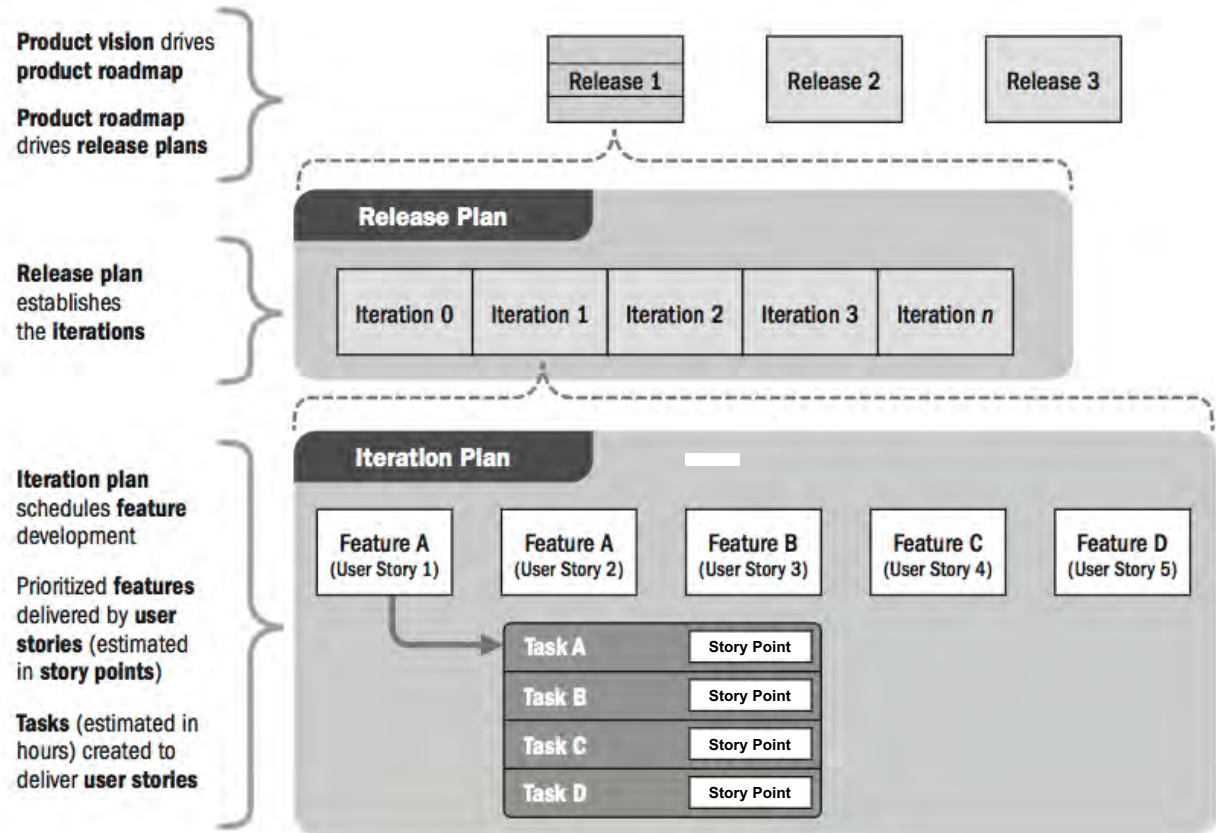 Product vision drives
product roadmap
Product roadmap
drives release plans
Release 1
Release 2
Release 3
Release Plan
Release plan
establishes
the iterations
Iteration 0
Iteration 1
Iteration 2
Iteration 3
Iteration n
Iteration Plan
Iteration plan
schedules feature
development
Prioritized features
delivered by user
stories (estimated
in story points)
Tasks (estimated in
hours) created to
deliver user stories
Feature A
(User Story 1)
Feature A
(User Story 2)
Feature B
(User Story 3)
Feature C
(User Story 4)
Feature D
(User Story 5)
Task A
Story Point
Task B
Story Point
Task C
Story Point
Task D
Story Point